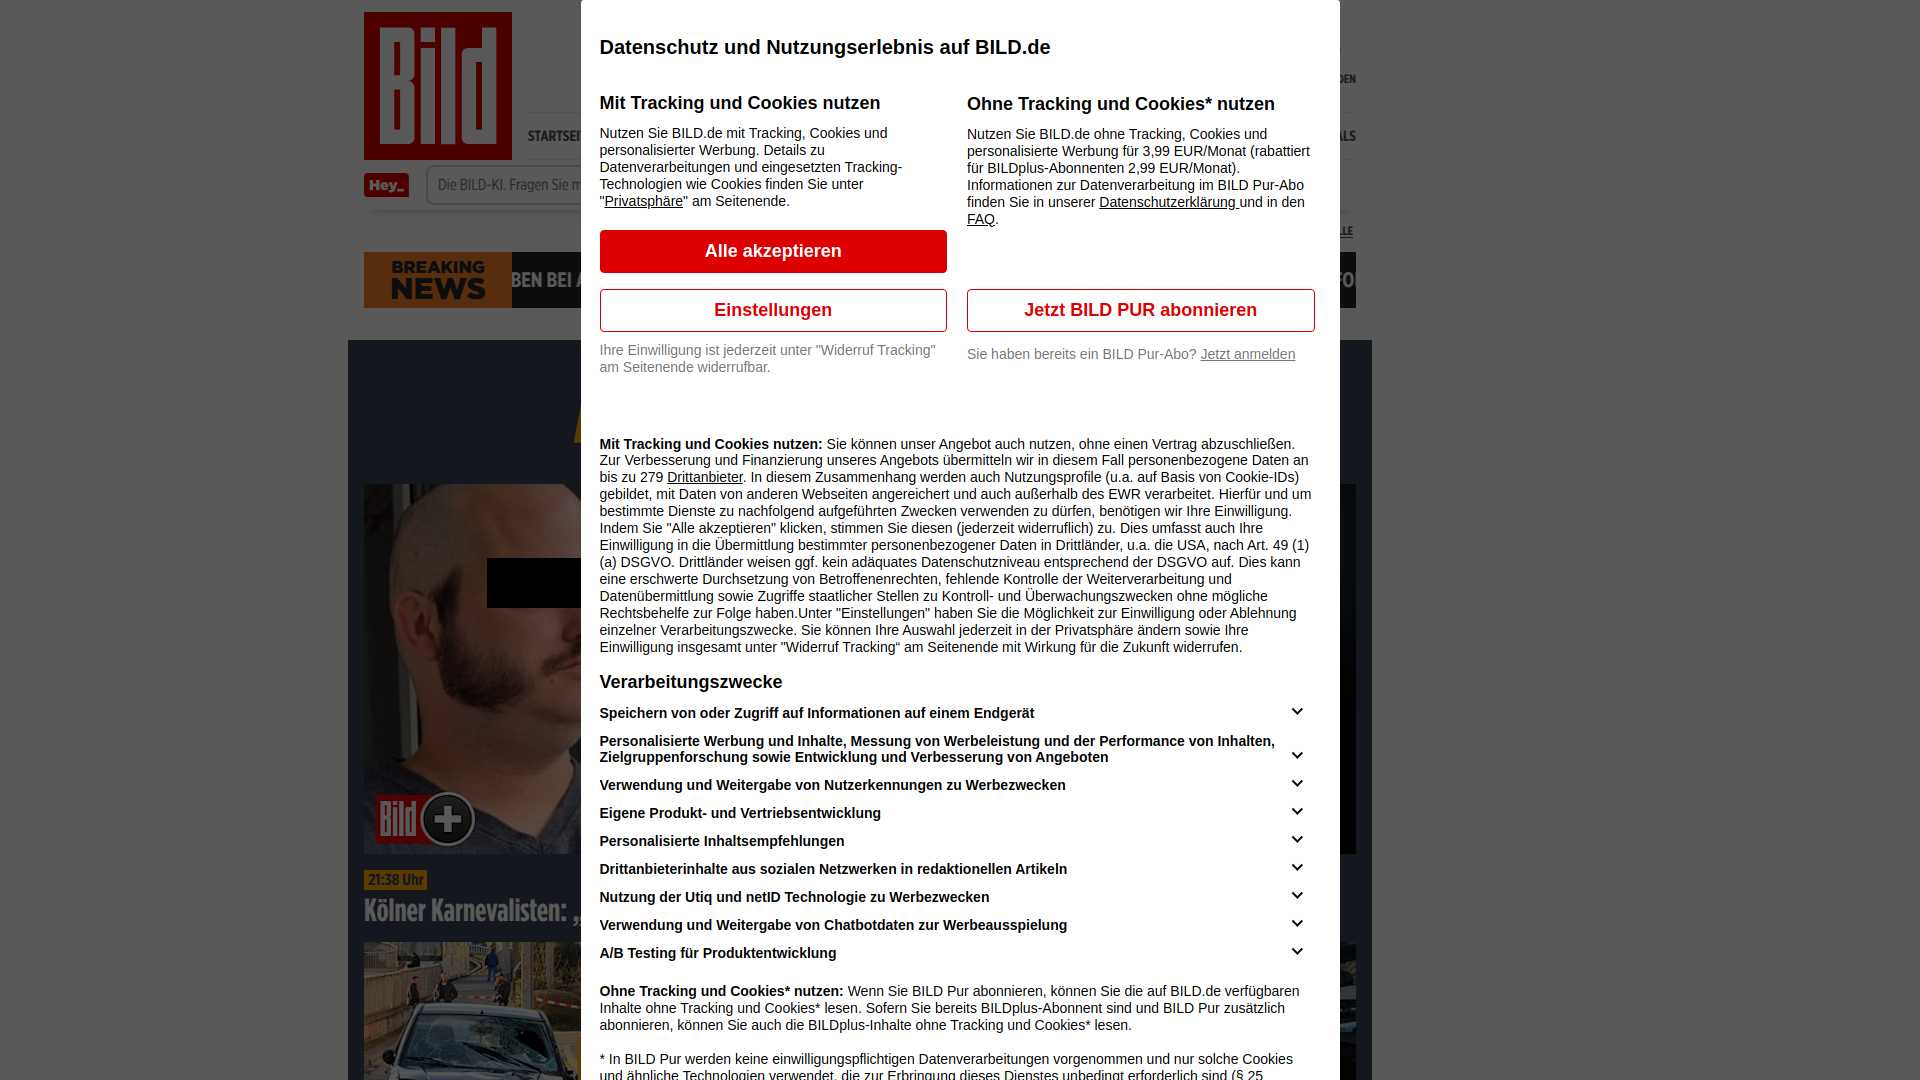 Bild
Datenschutz und Nutzungserlebnis auf BILD.de
Mit Tracking und Cookies nutzen
Nutzen Sie BILD.de mit Tracking, Cookies und
personalisierter Werbung. Details zu
Datenverarbeitungen und eingesetzten Tracking-
Technologien wie Cookies finden Sie unter
"Privatsphäre" am Seitenende.
Alle akzeptieren
Einstellungen
Ihre Einwilligung ist jederzeit unter "Widerruf Tracking"
am Seitenende widerrufbar.
Ohne Tracking und Cookies* nutzen
Nutzen Sie BILD.de ohne Tracking, Cookies und
personalisierte Werbung für 3,99 EUR/Monat (rabattiert
für BILDplus-Abonnenten 2,99 EUR/Monat).
Informationen zur Datenverarbeitung im BILD Pur-Abo
finden Sie in unserer Datenschutzerklärung und in den
FAQ.
Jetzt BILD PUR abonnieren
Sie haben bereits ein BILD Pur-Abo? Jetzt anmelden
Hey_
Die BILD-KI. Fragen Sie
BREAKING
NEWS
BEN BEI
Mit Tracking und Cookies nutzen: Sie können unser Angebot auch nutzen, ohne einen Vertrag abzuschließen.
Zur Verbesserung und Finanzierung unseres Angebots übermitteln wir in diesem Fall personenbezogene Daten an
bis zu 279 Drittanbieter. In diesem Zusammenhang werden auch Nutzungsprofile (u.a. auf Basis von Cookie-IDs)
gebildet, mit Daten von anderen Webseiten angereichert und auch außerhalb des EWR verarbeitet. Hierfür und um
bestimmte Dienste zu nachfolgend aufgeführten Zwecken verwenden zu dürfen, benötigen wir Ihre Einwilligung.
Indem Sie "Alle akzeptieren" klicken, stimmen Sie diesen (jederzeit widerruflich) zu. Dies umfasst auch Ihre
Einwilligung in die Übermittlung bestimmter personenbezogener Daten in Drittländer, u.a. die USA, nach Art. 49 (1)
(a) DSGVO. Drittländer weisen ggf. kein adäquates Datenschutzniveau entsprechend der DSGVO auf. Dies kann
eine erschwerte Durchsetzung von Betroffenenrechten, fehlende Kontrolle der Weiterverarbeitung und
Datenübermittlung sowie Zugriffe staatlicher Stellen zu Kontroll- und Überwachungszwecken ohne mögliche
Rechtsbehelfe zur Folge haben.Unter "Einstellungen" haben Sie die Möglichkeit zur Einwilligung oder Ablehnung
einzelner Verarbeitungszwecke. Sie können Ihre Auswahl jederzeit in der Privatsphäre ändern sowie Ihre
Einwilligung insgesamt unter "Widerruf Tracking“ am Seitenende mit Wirkung für die Zukunft widerrufen.
Verarbeitungszwecke
Speichern von oder Zugriff auf Informationen auf einem Endgerät
Personalisierte Werbung und Inhalte, Messung von Werbeleistung und der Performance von Inhalten,
Zielgruppenforschung sowie Entwicklung und Verbesserung von Angeboten
Verwendung und Weitergabe von Nutzerkennungen zu Werbezwecken
Eigene Produkt- und Vertriebsentwicklung
Personalisierte Inhaltsempfehlungen
Drittanbieterinhalte aus sozialen Netzwerken in redaktionellen Artikeln
Nutzung der Utiq und netID Technologie zu Werbezwecken
Verwendung und Weitergabe von Chatbotdaten zur Werbeausspielung
A/B Testing für Produktentwicklung
Ohne Tracking und Cookies* nutzen: Wenn Sie BILD Pur abonnieren, können Sie die auf BILD.de verfügbaren
Inhalte ohne Tracking und Cookies* lesen. Sofern Sie bereits BILDplus-Abonnent sind und BILD Pur zusätzlich
abonnieren, können Sie auch die BILDplus-Inhalte ohne Tracking und Cookies* lesen.
* In BILD Pur werden keine einwilligungspflichtigen Datenverarbeitungen vorgenommen und nur solche Cookies
und ähnliche Technologien verwendet, die zur Erbringung dieses Dienstes unbedingt erforderlich sind (§ 25
Bild +
21:38 Uhr
Kölner Karnevalisten: „